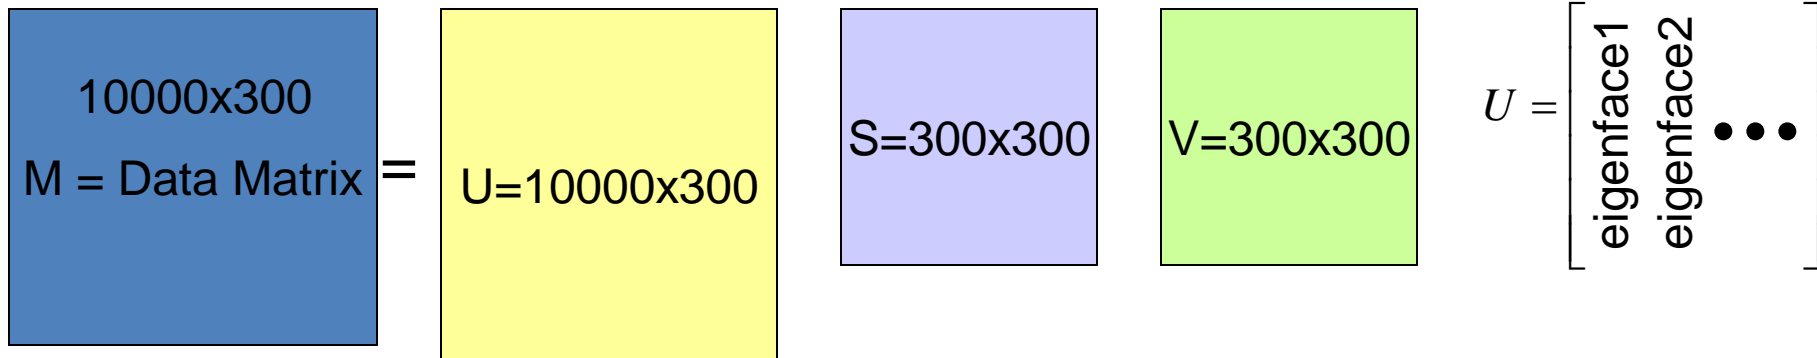 10000x300
M = Data Matrix
=
U=10000x300
S=300x300
V=300x300
U =
eigenface1
eigenface2
•••